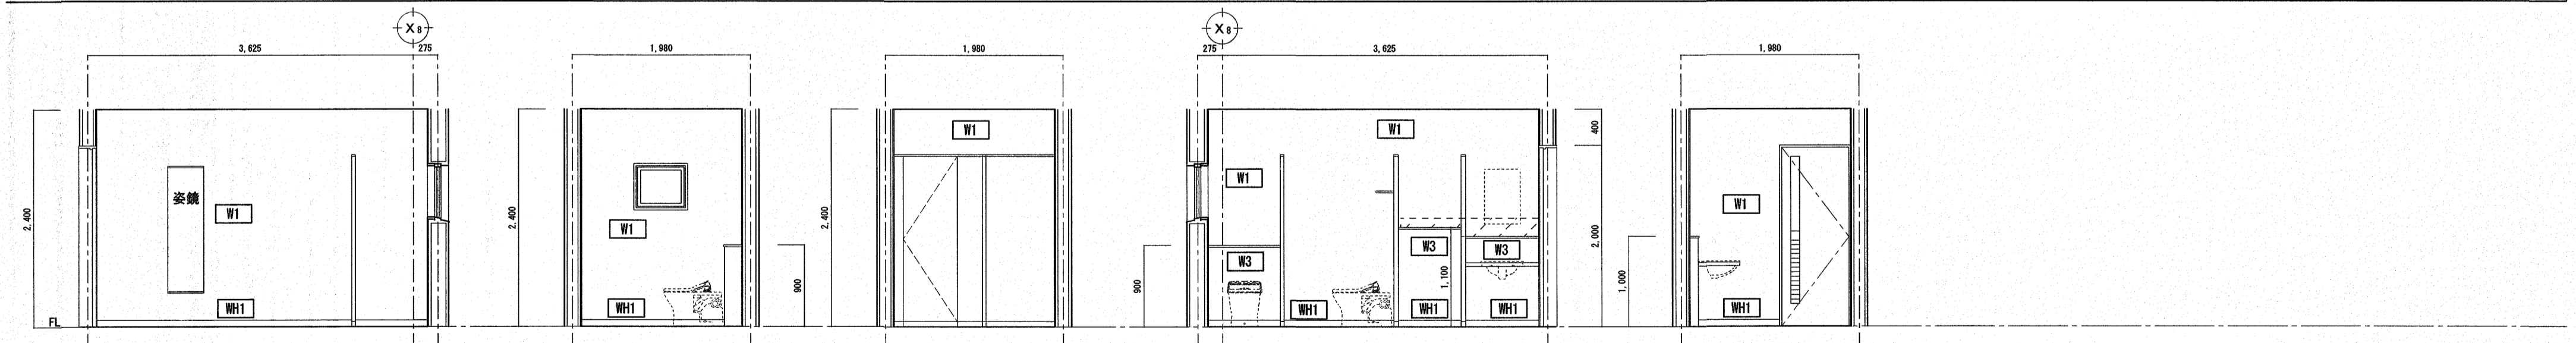 X8
X8
3,625
275
1,980
1,980
275
3,625
1,980
2,400
姿鏡
W1
WH1
FL
2,400
W1
WH1
900
2,400
W1
W1
W1
W3
WH1
W3
1,100
WH1
W3
WH1
900
400
2,000
1,000
W1
WH1